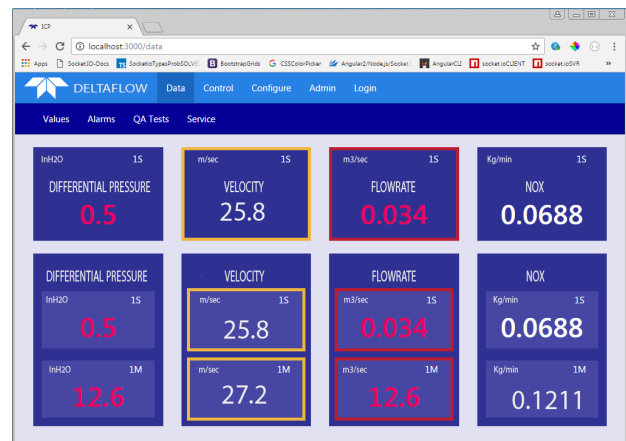 ICP
localhost:3000/data
Apps SocketIO-Docs SocketioTypesProbSOLVE BootstrapGrids CSSColorPicker Angular2/NodeJs/Socket.I AngularCLI socket.ioCLIENT socket.ioSVR »
DELTAFLOW Data Control Configure Admin Login
Values Alarms QA Tests Service
InH2O 1S
DIFFERENTIAL PRESSURE
0.5
m/sec 1S
VELOCITY
25.8
m3/sec 1S
FLOWRATE
0.034
Kg/min 1S
NOX
0.0688
DIFFERENTIAL PRESSURE
InH2O 1S
0.5
InH2O 1M
12.6
VELOCITY
m/sec 1S
25.8
m/sec 1M
27.2
FLOWRATE
m3/sec 1S
0.034
m3/sec 1M
12.6
NOX
Kg/min 1S
0.0688
Kg/min 1M
0.1211